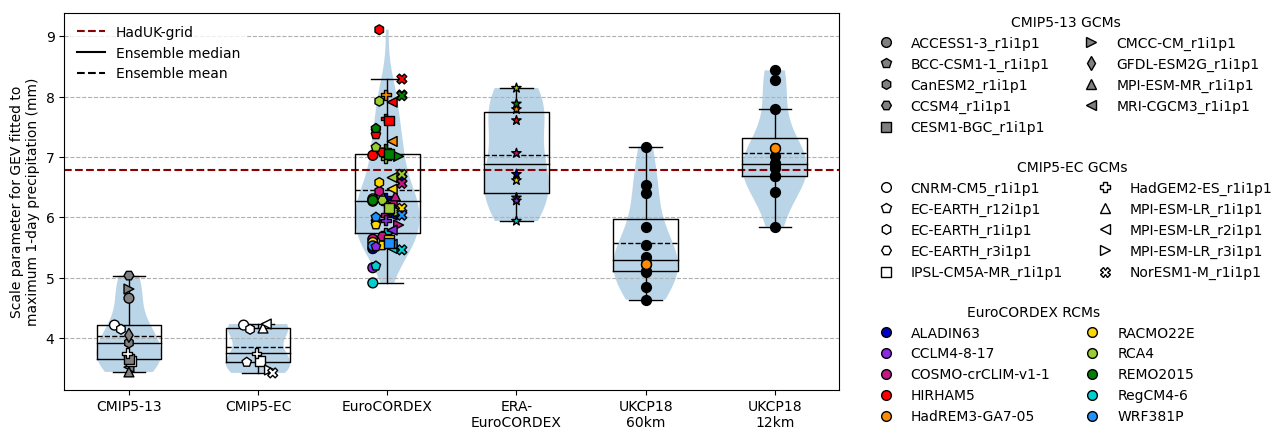 HadUK-grid
Ensemble median
Ensemble mean
Scale parameter for GEV fitted to
maximum 1-day precipitation (mm)
9
8
7
6
5
4
CMIP5-13
CMIP5-EC
EuroCORDEX
ERA-
EuroCORDEX
UKCP18
60km
UKCP18
12km
CMIP5-13 GCMs
ACCESS1-3_r1i1p1
BCC-CSM1-1_r1i1p1
CanESM2_r1i1p1
CCSM4_r1i1p1
CESM1-BGC_r1i1p1
CMCC-CM_r1i1p1
GFDL-ESM2G_r1i1p1
MPI-ESM-MR_r1i1p1
MRI-CGCM3_r1i1p1
CMIP5-EC GCMs
CNRM-CM5_r1i1p1
EC-EARTH_r12i1p1
EC-EARTH_r1i1p1
EC-EARTH_r3i1p1
IPSL-CM5A-MR_r1i1p1
HadGEM2-ES_r1i1p1
MPI-ESM-LR_r1i1p1
MPI-ESM-LR_r2i1p1
MPI-ESM-LR_r3i1p1
NorESM1-M_r1i1p1
EuroCORDEX RCMs
ALADIN63
CCLM4-8-17
COSMO-crCLIM-v1-1
HIRHAM5
HadREM3-GA7-05
RACMO22E
RCA4
REMO2015
RegCM4-6
WRF381P